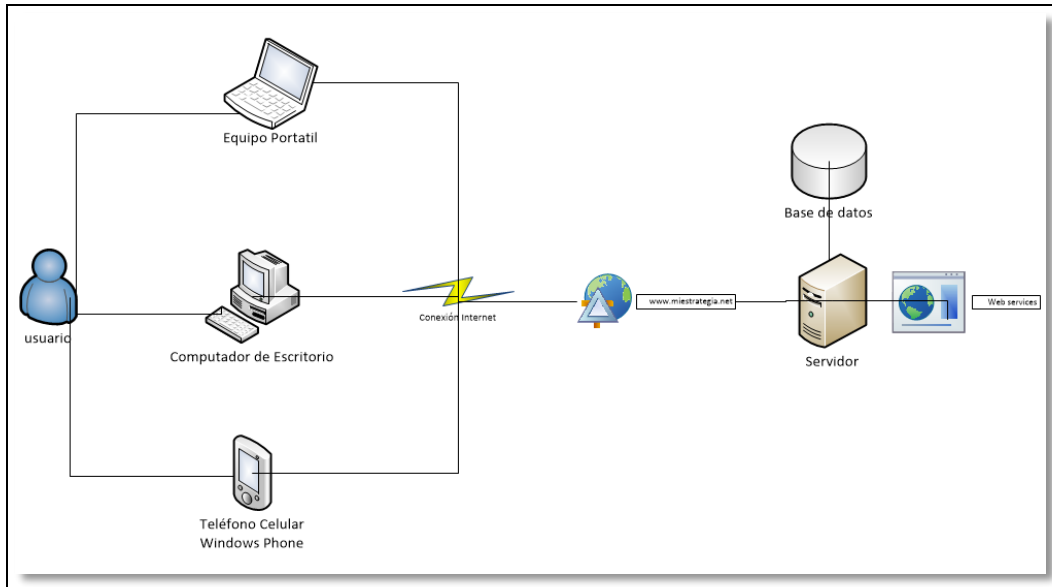 Equipo Portatil
Base de datos
www.miestrategia.net
Web services
Conexión Internet
usuario
Computador de Escritorio
Servidor
Teléfono Celular
Windows Phone